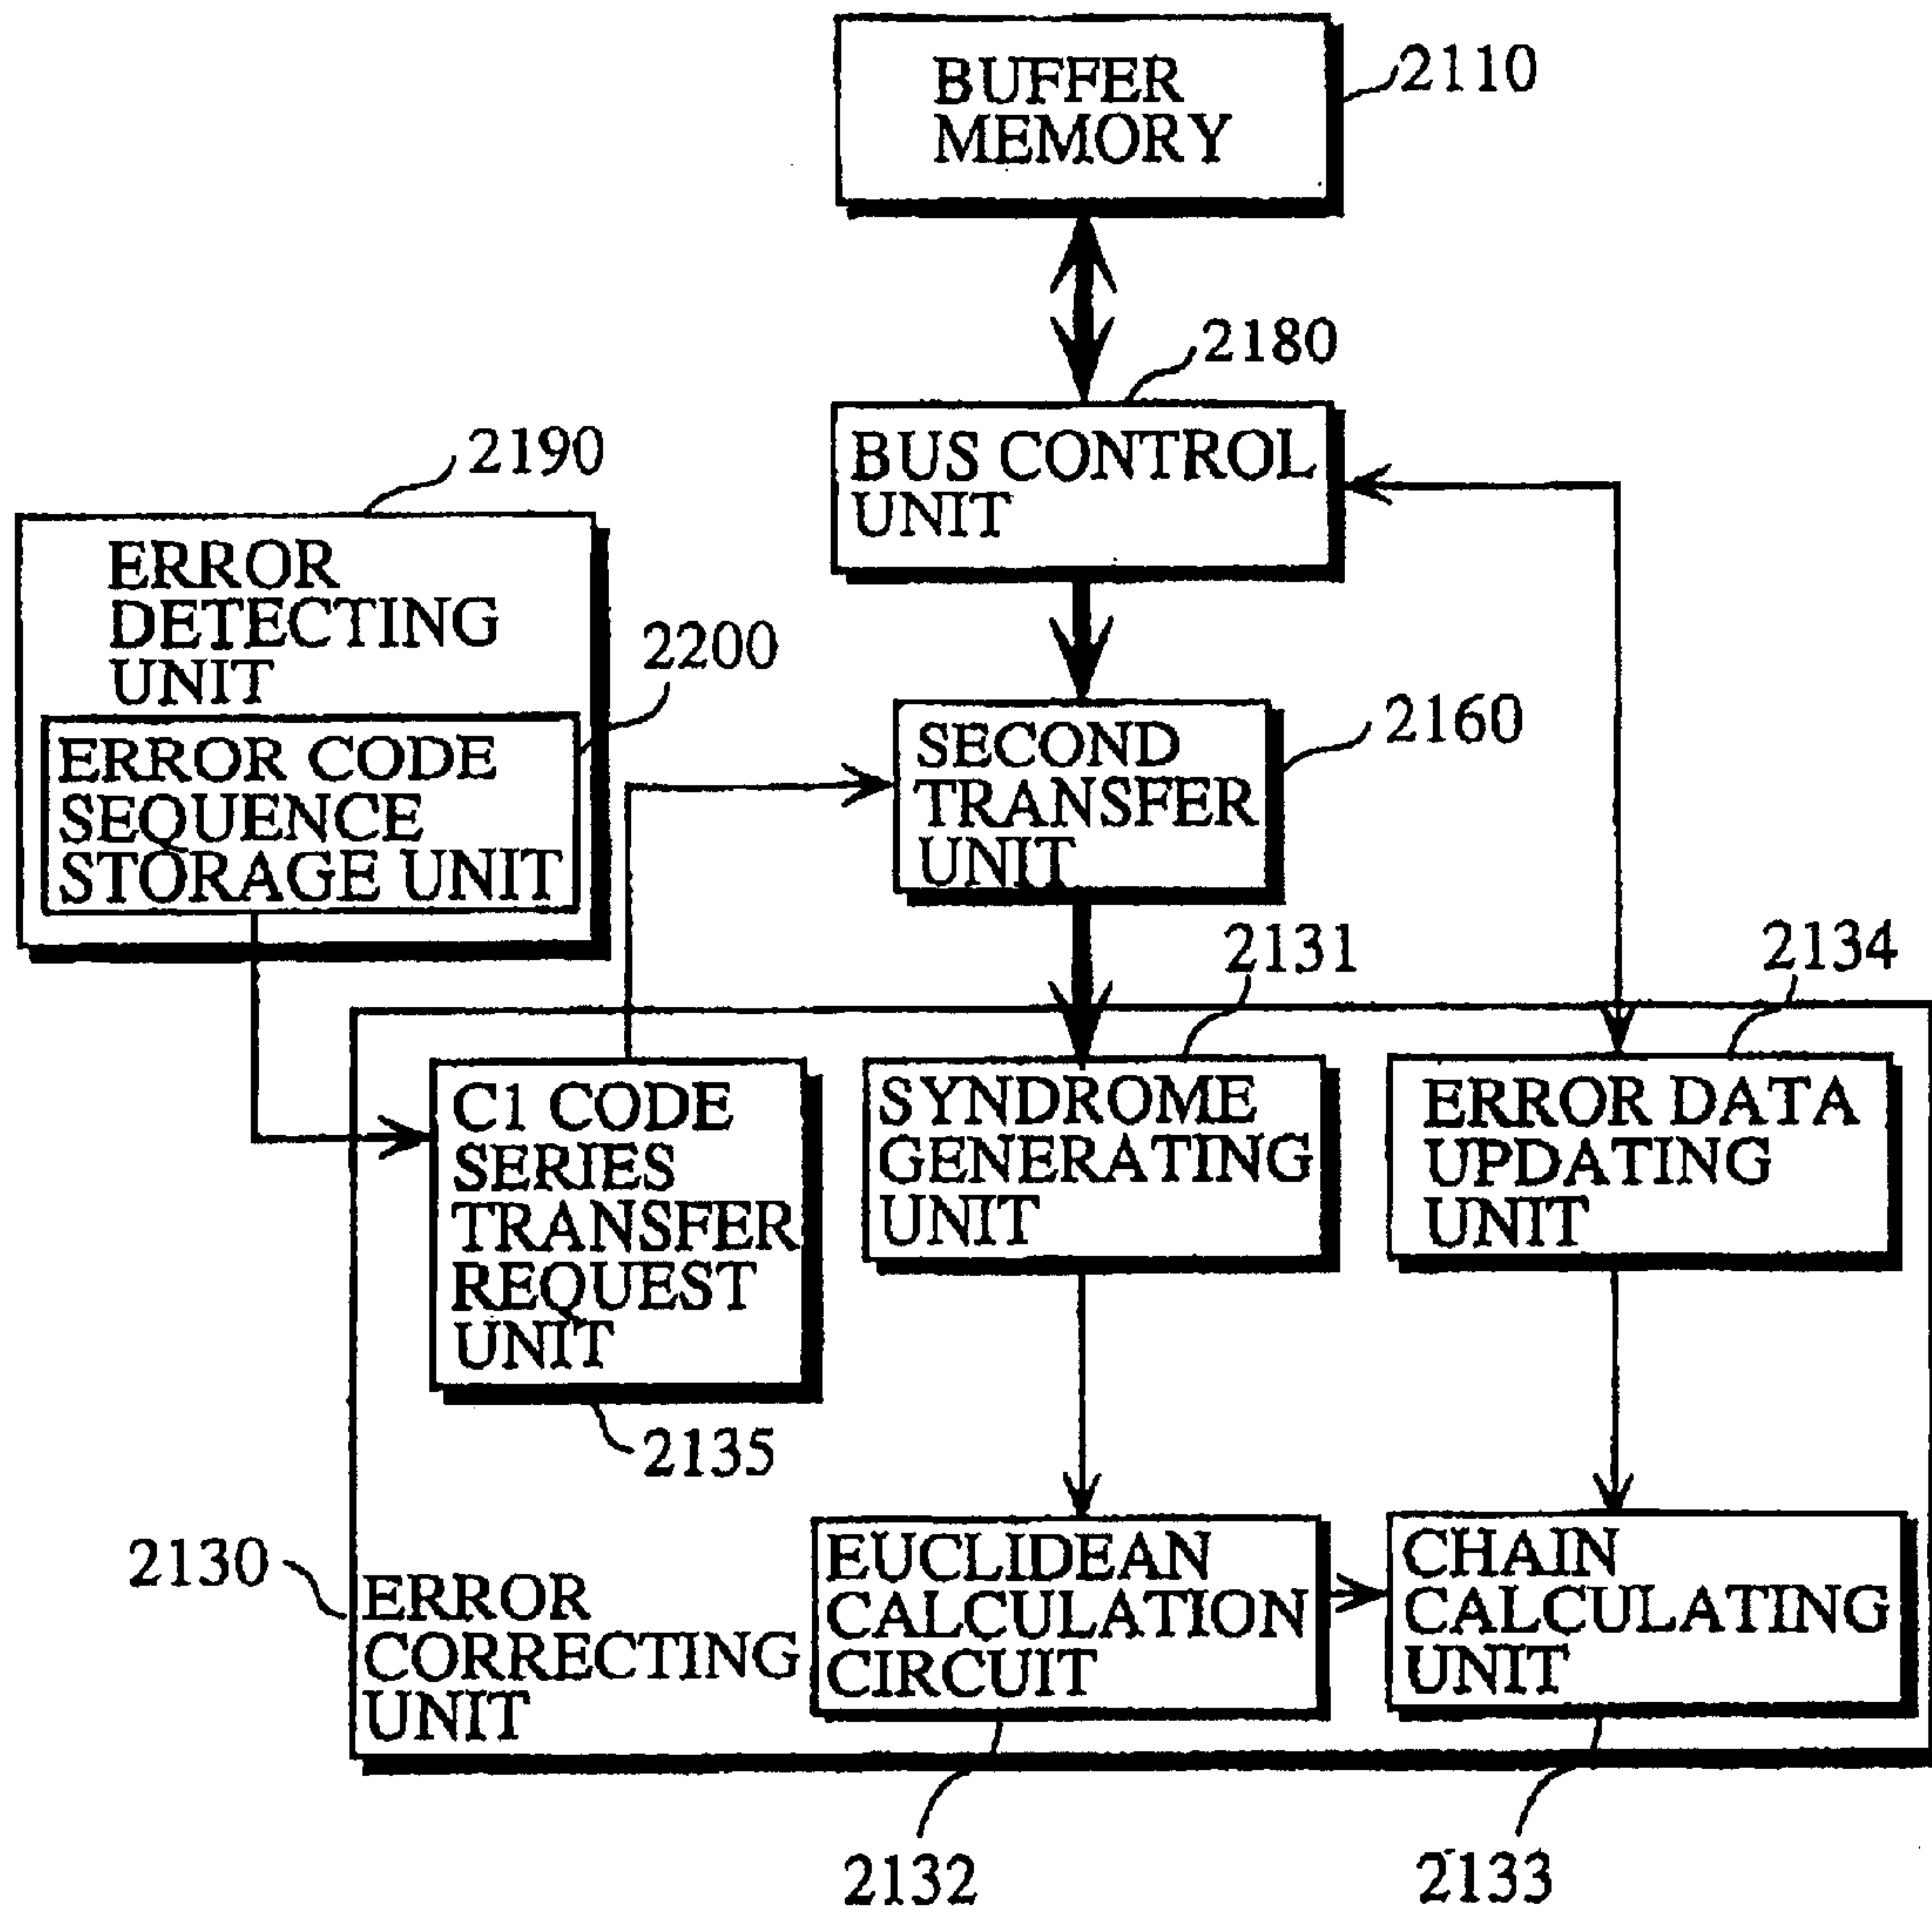 BUFFER
MEMORY
2110
2180
BUS CONTROL
UNIT
2190
ERROR
DETECTING
UNIT
2200
ERROR CODE
SEQUENCE
STORAGE UNIT
SECOND
TRANSFER
UNIT
2160
2131
2134
C1 CODE
SERIES
TRANSFER
REQUEST
UNIT
2135
SYNDROME
GENERATING
UNIT
ERROR DATA
UPDATING
UNIT
2130
ERROR
CORRECTING
UNIT
EUCLIDEAN
CALCULATION
CIRCUIT
CHAIN
CALCULATING
UNIT
2132
2133